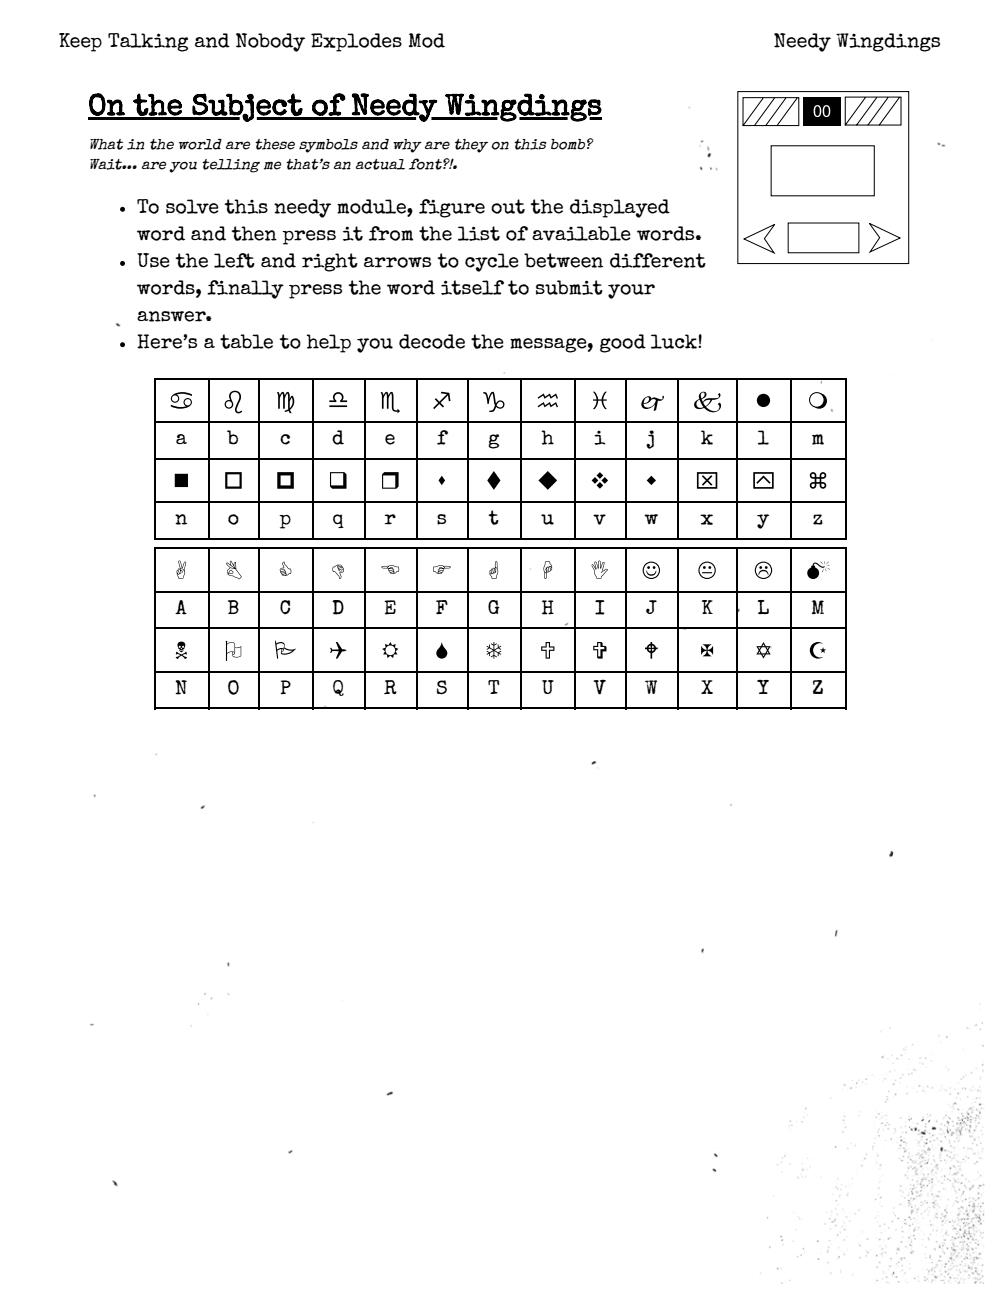 Keep Talking and Nobody Explodes Mod
Needy Wingdings
On the Subject of Needy Wingdings
What in the world are these symbols and why are they on this bomb?
Wait... are you telling me that's an actual font?!.
00
• To solve this needy module, figure out the displayed
word and then press it from the list of available words.
• Use the left and right arrows to cycle between different
words, finally press the word itself to submit your
answer.
• Here's a table to help you decode the message, good luck!
♋ ♌ ♍ ♎ ♏ ♐ ♑ ♒ ♓ 🙰 🙵 ● ❍
a b c d e f g h i j k l m
■ □ 🞐 ❑ ❒ ⬧ ⧫ ◆ ❖ ⬥ ⌧ ⍓ ⌘
n o p q r s t u v w x y z
✌ 👌 👍 👎 ☜ ☞ ☝ ☟ 🖐 ☺ 😐 ☹ 💣
A B C D E F G H I J K L M
☠ 🏳 🏱 ✈ ☼ 💧 ❄ 🕆 ✞ 🕈 ✠ ✡ ☪
N O P Q R S T U V W X Y Z